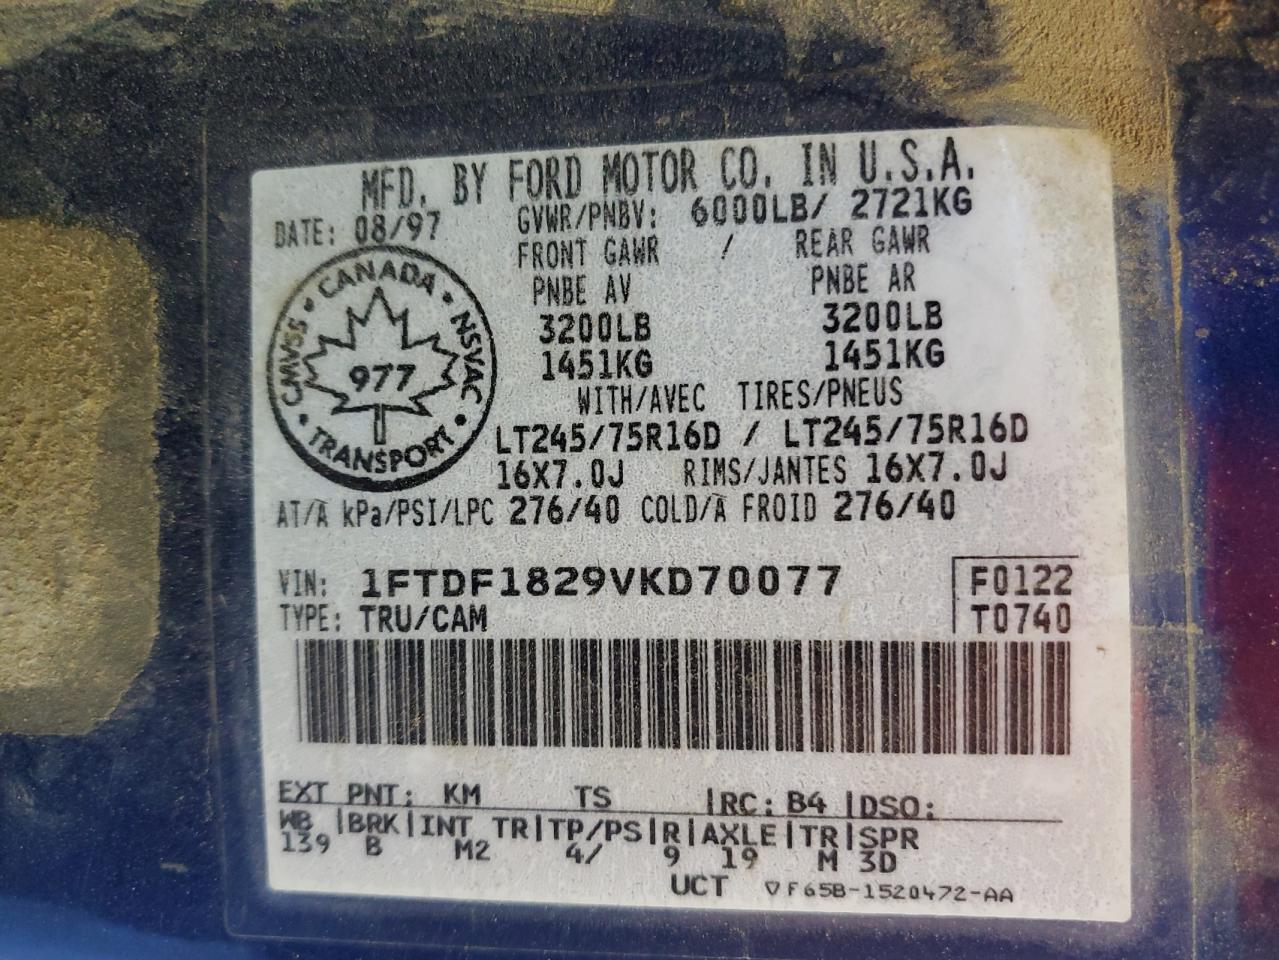 MFD. BY FORD MOTOR CO. IN U.S.A.
DATE: 08/97 GVWR/PNBV: 6000LB/ 2721KG
FRONT GAWR / REAR GAWR
PNBE AV PNBE AR
3200LB 3200LB
1451KG 1451KG
WITH/AVEC TIRES/PNEUS
LT245/75R16D / LT245/75R16D
16X7.0J RIMS/JANTES 16X7.0J
AT/À kPa/PSI/LPC 276/40 COLD/À FROID 276/40
CANADA • NSVAC • TRANSPORT • CMVSS •
977
VIN: 1FTDF1829VKD70077 F0122
TYPE: TRU/CAM T0740
EXT PNT: KM TS |RC: B4 |DSO:
WB |BRK|INT TR|TP/PS|R|AXLE|TR|SPR
139 B M2 4/ 9 19 M 3D
UCT ▽F65B-1520472-AA